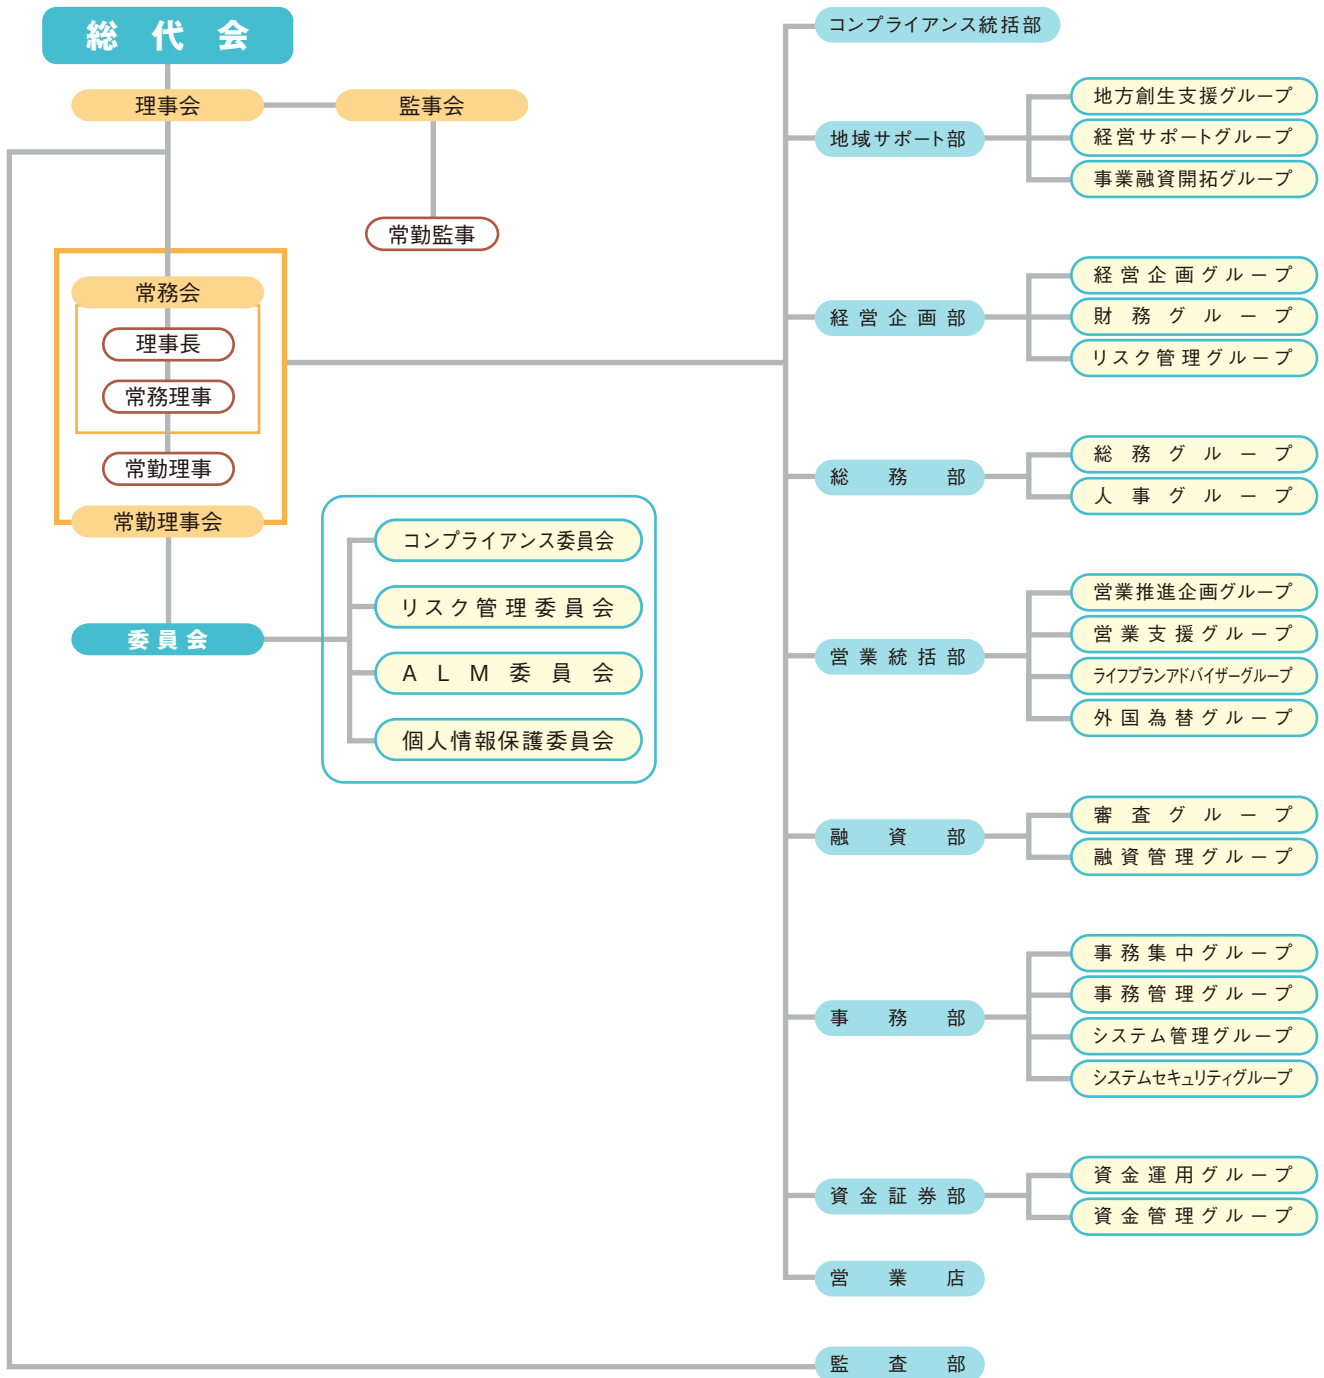 総代会
理事会
監事会
常勤監事
常務会
理事長
常務理事
常勤理事
常勤理事会
委員会
コンプライアンス委員会
リスク管理委員会
ALM委員会
個人情報保護委員会
コンプライアンス統括部
地域サポート部
地方創生支援グループ
経営サポートグループ
事業融資開拓グループ
経営企画部
経営企画グループ
財務グループ
リスク管理グループ
総務部
総務グループ
人事グループ
営業統括部
営業推進企画グループ
営業支援グループ
ライフプランアドバイザーグループ
外国為替グループ
融資部
審査グループ
融資管理グループ
事務部
事務集中グループ
事務管理グループ
システム管理グループ
システムセキュリティグループ
資金証券部
資金運用グループ
資金管理グループ
営業店
監査部